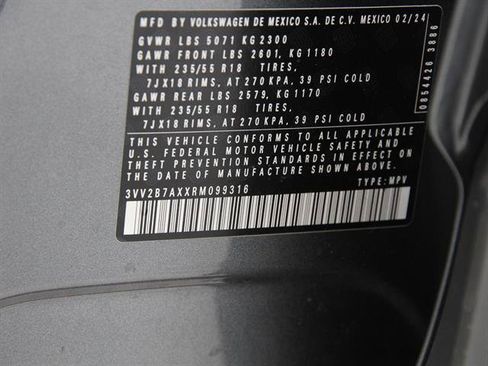 MFD BY VOLKSWAGEN DE MEXICO S.A. DE C.V. MEXICO 02/24
GVWR LBS 5071 KG 2300
GAWR FRONT LBS 2601, KG 1180
WITH 235/55 R18 TIRES,
7JX18 RIMS, AT 270 KPA, 39 PSI COLD
GAWR REAR LBS 2579, KG 1170
WITH 235/55 R18 TIRES,
7JX18 RIMS, AT 270 KPA, 39 PSI COLD
THIS VEHICLE CONFORMS TO ALL APPLICABLE
U.S. FEDERAL MOTOR VEHICLE SAFETY AND
THEFT PREVENTION STANDARDS IN EFFECT ON
THE DATE OF MANUFACTURE SHOWN ABOVE.
3VV2B7AXXRM099316 TYPE: MPV
0854426 3886